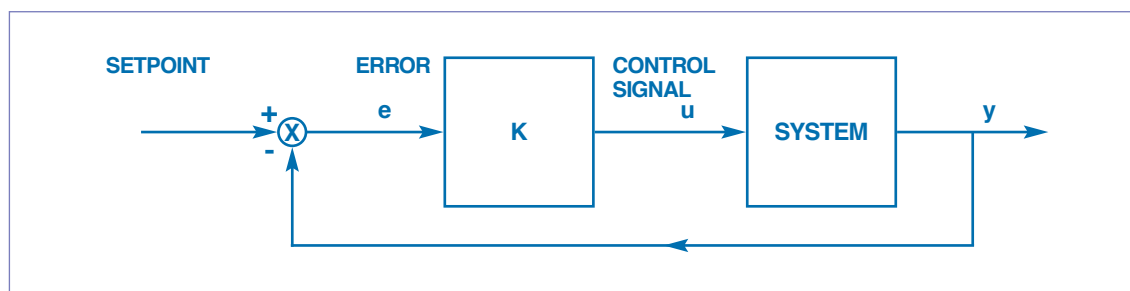 SETPOINT
ERROR
CONTROL
SIGNAL
+
e
K
u
SYSTEM
y
X
-